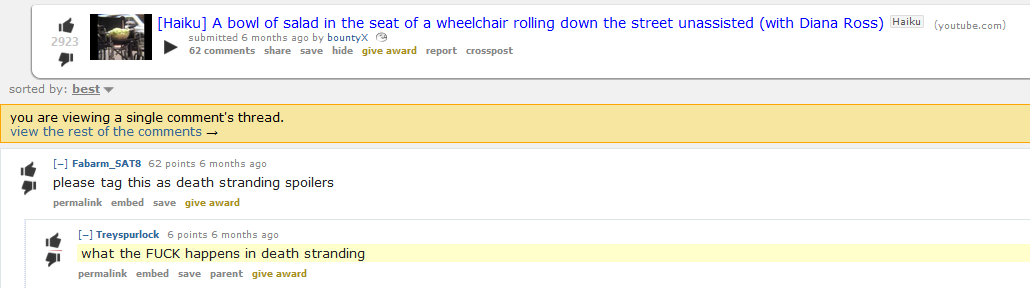 [Haiku] A bowl of salad in the seat of a wheelchair rolling down the street unassisted (with Diana Ross) Haiku (youtube.com)
2923
submitted 6 months ago by bountyX
62 comments share save hide give award report crosspost
sorted by: best
you are viewing a single comment's thread.
view the rest of the comments →
[–] Fabarm_SAT8 62 points 6 months ago
please tag this as death stranding spoilers
permalink embed save give award
[–] Treyspurlock 6 points 6 months ago
what the FUCK happens in death stranding
permalink embed save parent give award